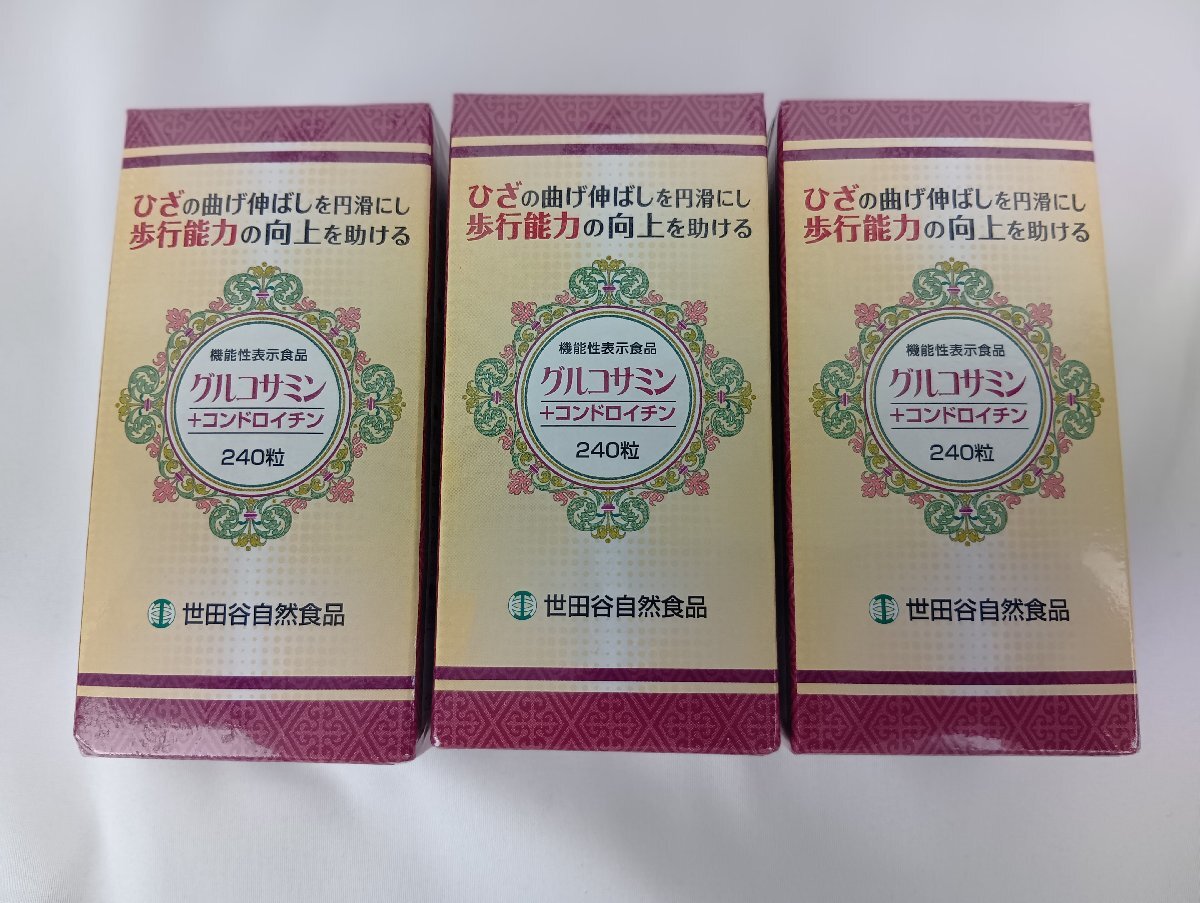 ひざの曲げ伸ばしを円滑にし
歩行能力の向上を助ける
機能性表示食品
グルコサミン
+コンドロイチン
240粒
世田谷自然食品
ひざの曲げ伸ばしを円滑にし
歩行能力の向上を助ける
機能性表示食品
グルコサミン
+コンドロイチン
240粒
世田谷自然食品
ひざの曲げ伸ばしを円滑にし
歩行能力の向上を助ける
機能性表示食品
グルコサミン
+コンドロイチン
240粒
世田谷自然食品